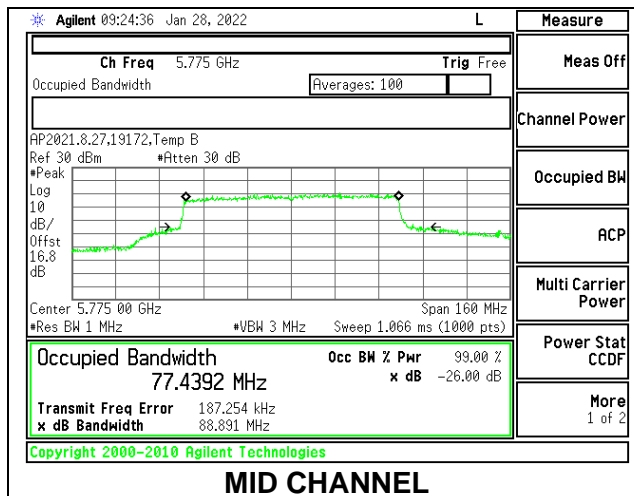 Agilent 09:24:36 Jan 28, 2022 L
Measure
Ch Freq 5.775 GHz Trig Free
Occupied Bandwidth Averages: 100
AP2021.8.27,19172,Temp B
Ref 30 dBm #Atten 30 dB
#Peak
Log
10
dB/
Offst
16.8
dB
Center 5.775 00 GHz Span 160 MHz
#Res BW 1 MHz #VBW 3 MHz Sweep 1.066 ms (1000 pts)
Occupied Bandwidth
77.4392 MHz
Occ BW % Pwr 99.00 %
x dB -26.00 dB
Transmit Freq Error 187.254 kHz
x dB Bandwidth 88.891 MHz
Copyright 2000-2010 Agilent Technologies
Meas Off
Channel Power
Occupied BW
ACP
Multi Carrier
Power
Power Stat
CCDF
More
1 of 2
MID CHANNEL